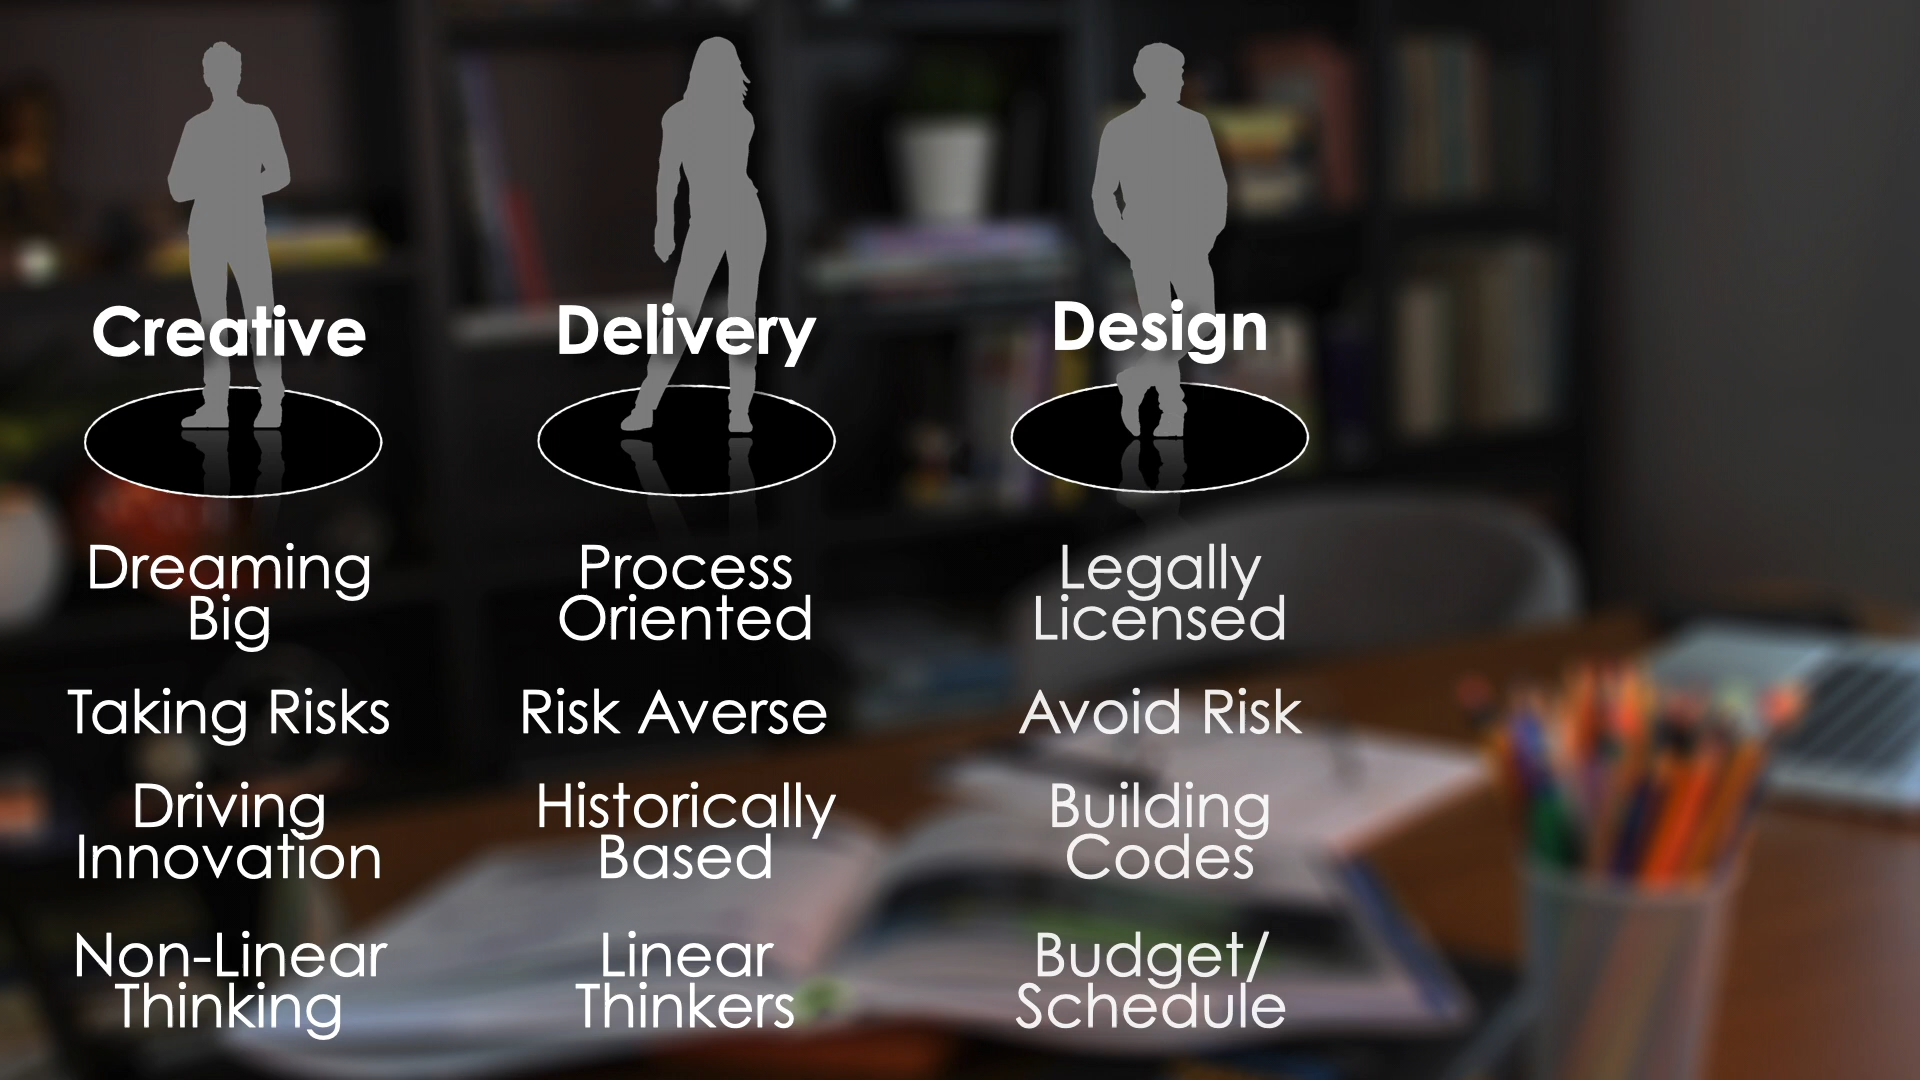 Creative
Delivery
Design
Dreaming
Big
Process
Oriented
Legally
Licensed
Taking Risks
Risk Averse
Avoid Risk
Driving
Innovation
Historically
Based
Building
Codes
Non-Linear
Thinking
Linear
Thinkers
Budget/
Schedule